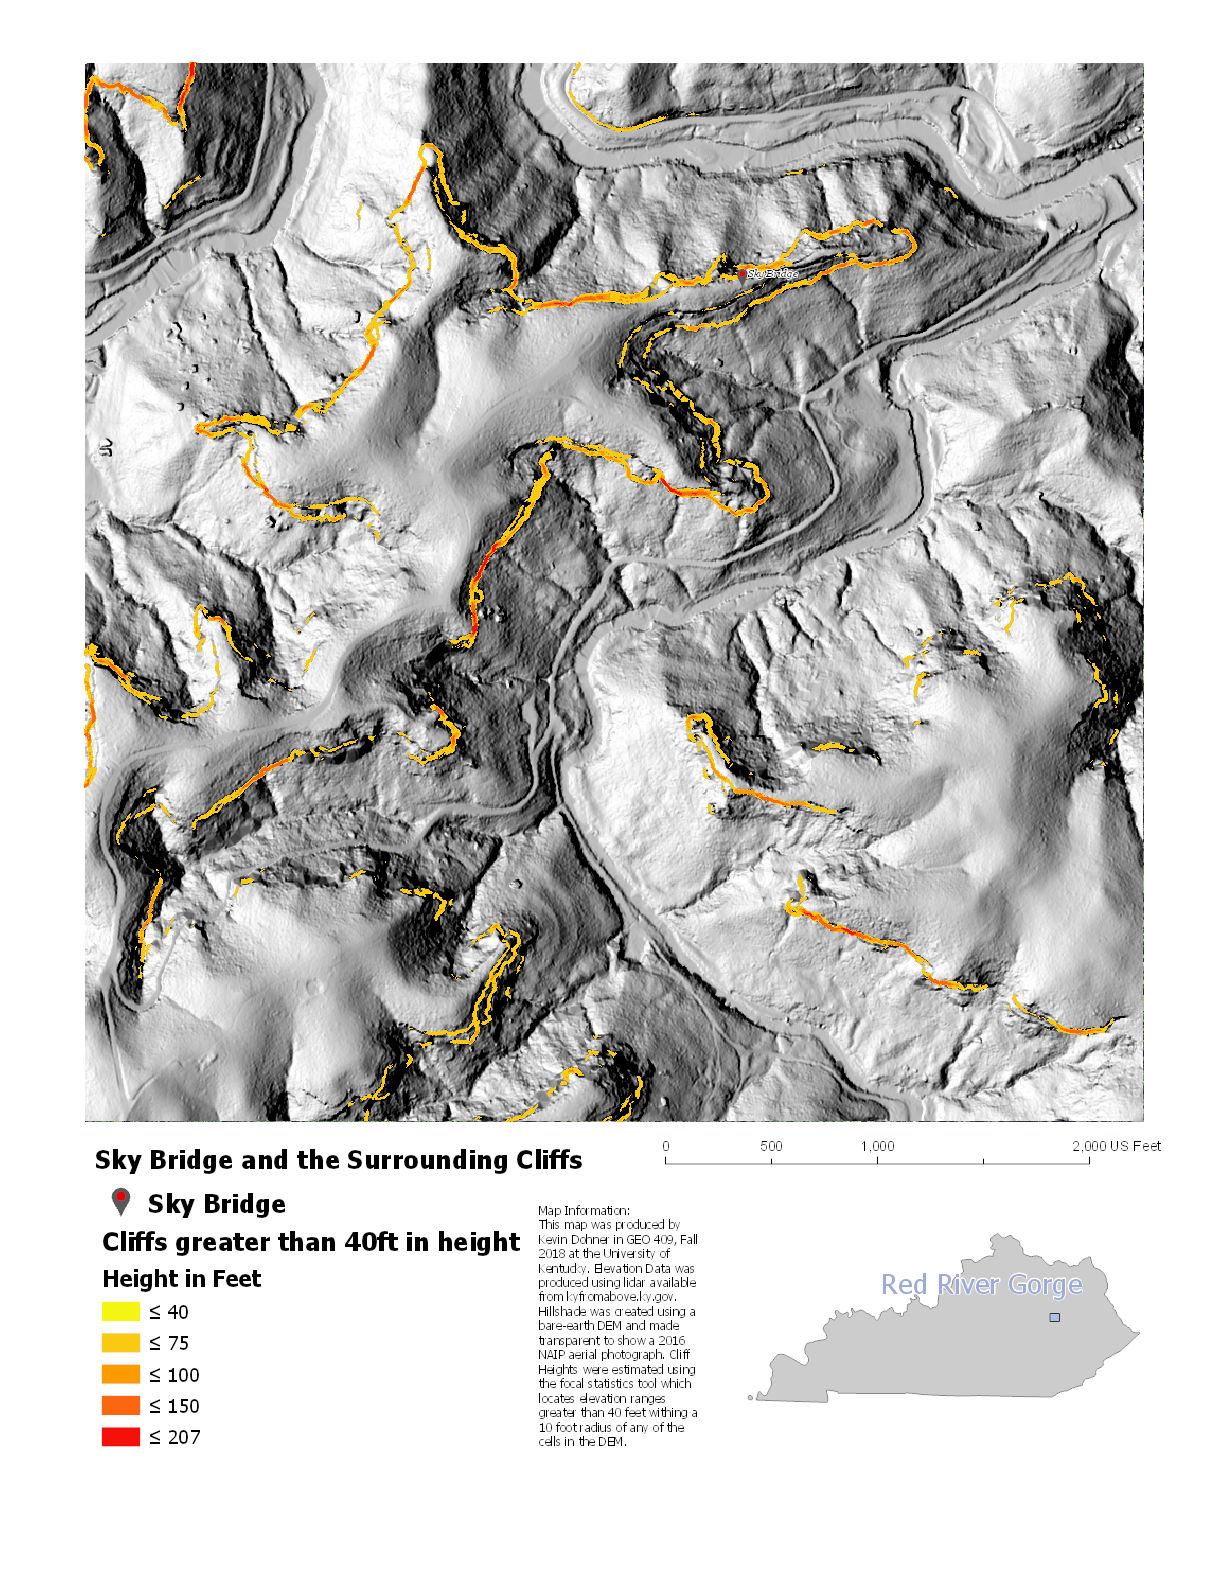 Sky Bridge
Sky Bridge and the Surrounding Cliffs
0 500 1,000 2,000 US Feet
Sky Bridge
Cliffs greater than 40ft in height
Height in Feet
≤ 40
≤ 75
≤ 100
≤ 150
≤ 207
Map Information:
This map was produced by
Kevin Dohner in GEO 409, Fall
2018 at the University of
Kentucky. Elevation Data was
produced using lidar available
from kyfromabove.ky.gov.
Hillshade was created using a
bare-earth DEM and made
transparent to show a 2016
NAIP aerial photograph. Cliff
Heights were estimated using
the focal statistics tool which
locates elevation ranges
greater than 40 feet withing a
10 foot radius of any of the
cells in the DEM.
Red River Gorge